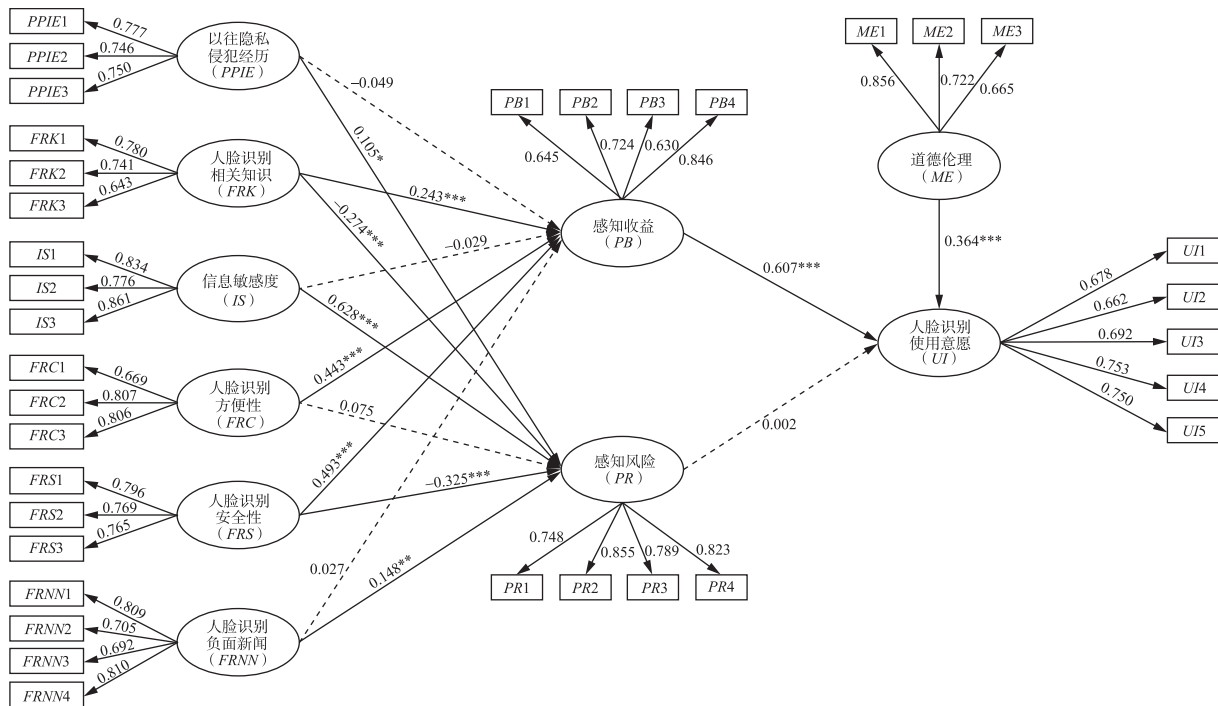 PPIE1
0.777
PPIE2
0.746
PPIE3
0.750
以往隐私
侵犯经历
(PPIE)
FRK1
0.780
FRK2
0.741
FRK3
0.643
人脸识别
相关知识
(FRK)
IS1
0.834
IS2
0.776
IS3
0.861
信息敏感度
(IS)
FRC1
0.669
FRC2
0.807
FRC3
0.806
人脸识别
方便性
(FRC)
FRS1
0.796
FRS2
0.769
FRS3
0.765
人脸识别
安全性
(FRS)
FRNN1
0.809
FRNN2
0.705
FRNN3
0.692
FRNN4
0.810
人脸识别
负面新闻
(FRNN)
–0.049
0.105*
0.243***
–0.274***
–0.029
0.628***
0.443***
0.075
0.493***
–0.325***
0.027
0.148**
PB1
PB2
PB3
PB4
0.645
0.724
0.630
0.846
感知收益
(PB)
感知风险
(PR)
0.748
0.855
0.789
0.823
PR1
PR2
PR3
PR4
0.607***
0.002
ME1
ME2
ME3
0.856
0.722
0.665
道德伦理
(ME)
0.364***
人脸识别
使用意愿
(UI)
0.678
UI1
0.662
UI2
0.692
UI3
0.753
UI4
0.750
UI5